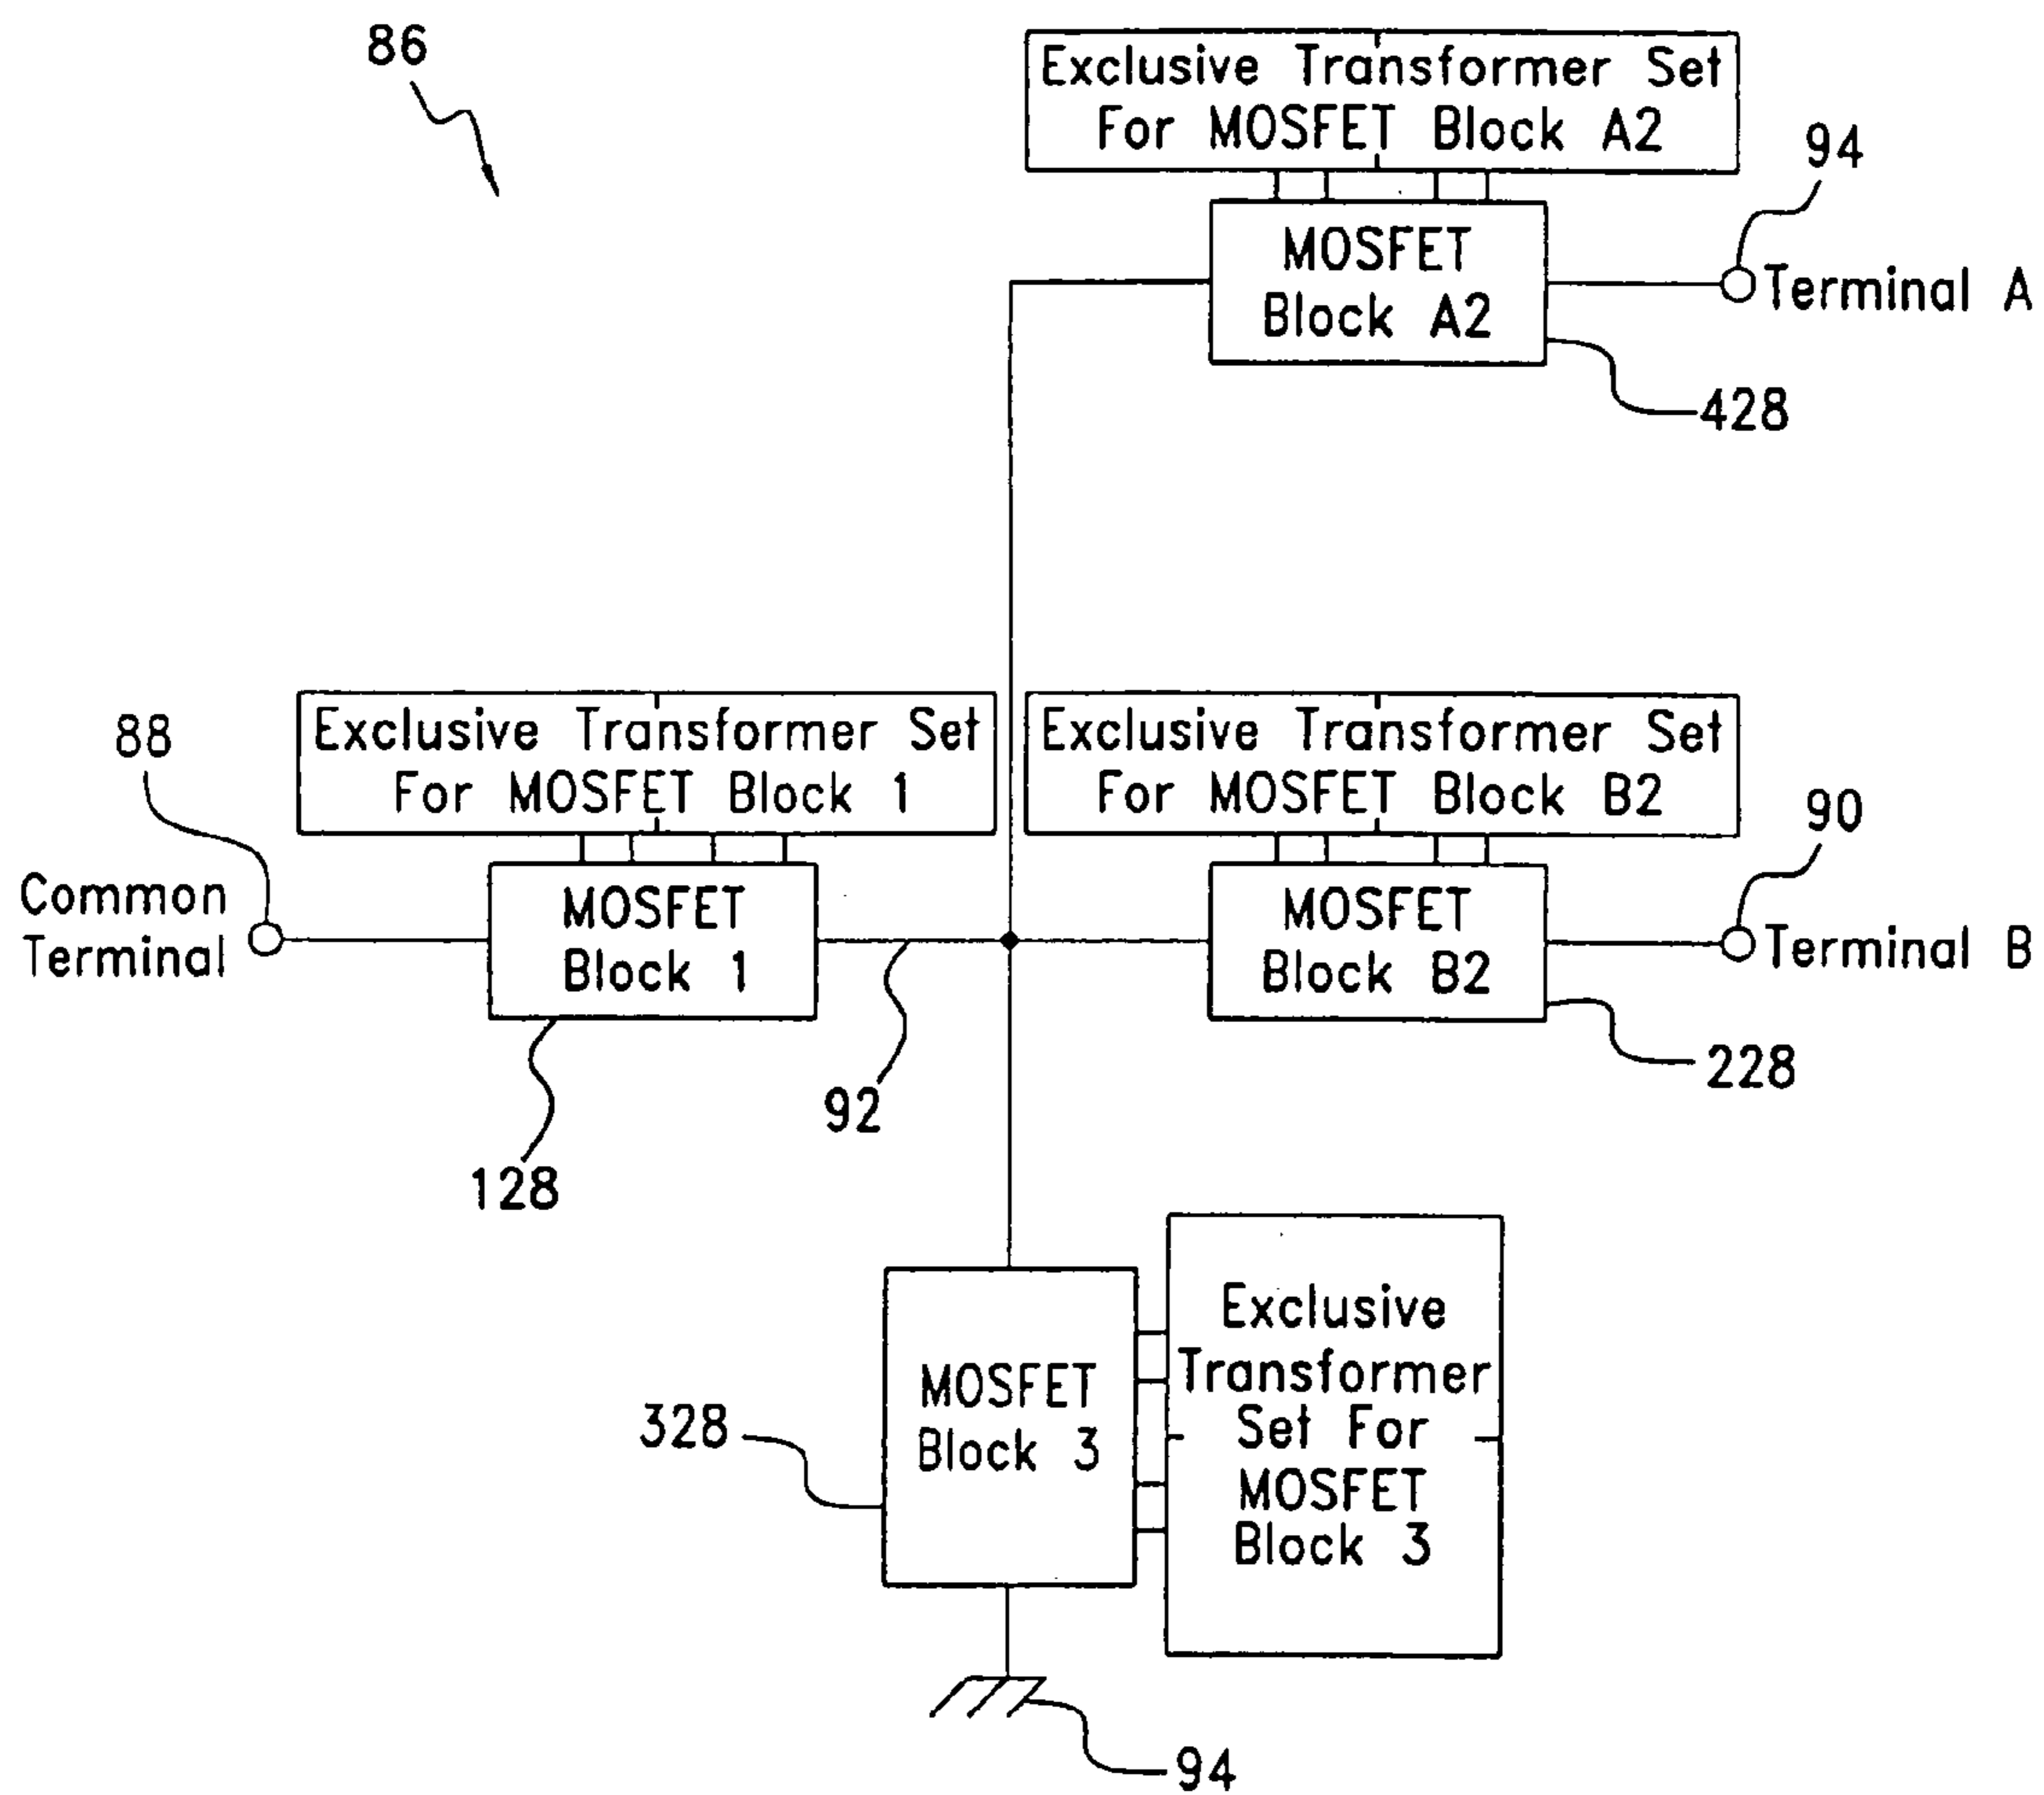 86
Exclusive Transformer Set
For MOSFET Block A2
94
MOSFET
Block A2
Terminal A
428
88
Exclusive Transformer Set
For MOSFET Block 1
Exclusive Transformer Set
For MOSFET Block B2
90
Common
Terminal
MOSFET
Block 1
MOSFET
Block B2
Terminal B
92
228
128
MOSFET
Block 3
Exclusive
Transformer
Set For
MOSFET
Block 3
328
94